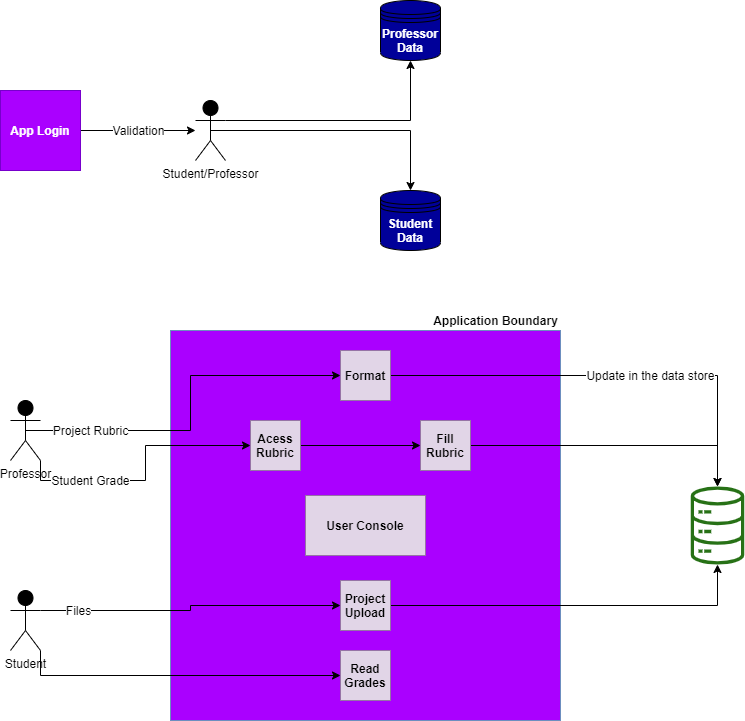 Professor
Data
App Login
Validation
Student/Professor
Student
Data
Application Boundary
Format
Update in the data store
Project Rubric
Acess
Rubric
Fill
Rubric
Professor
Student Grade
User Console
Project
Upload
Files
Student
Read
Grades